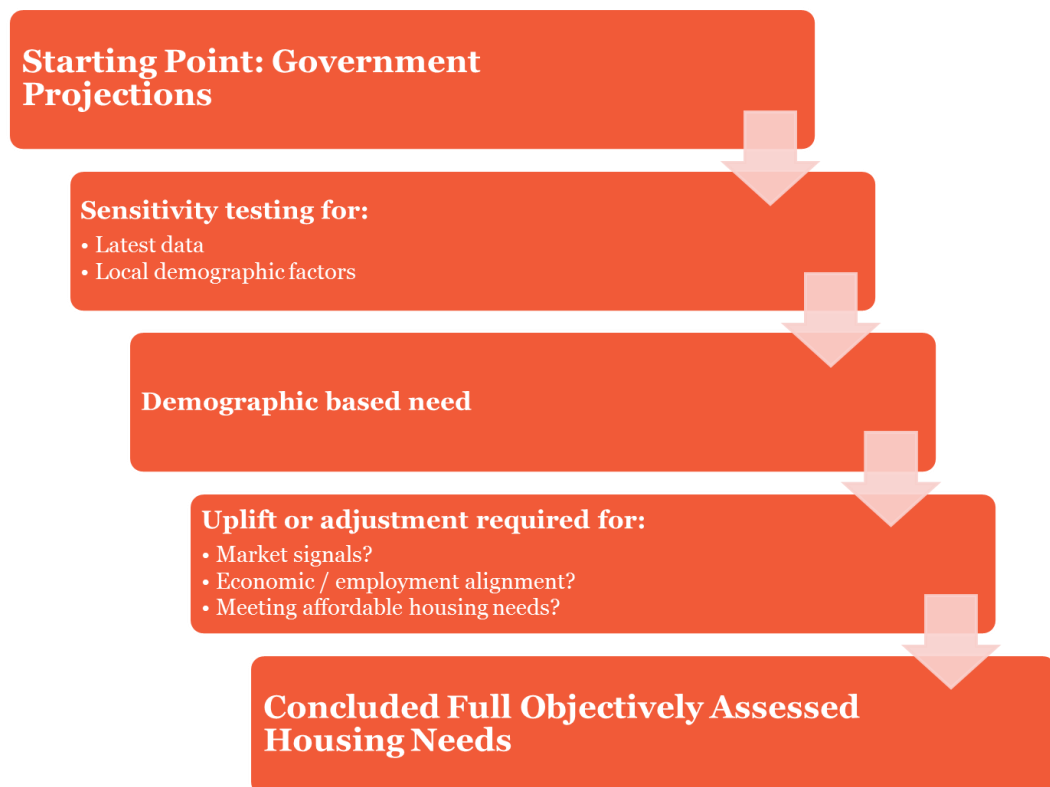 Starting Point: Government
Projections
Sensitivity testing for:
• Latest data
• Local demographic factors
Demographic based need
Uplift or adjustment required for:
• Market signals?
• Economic / employment alignment?
• Meeting affordable housing needs?
Concluded Full Objectively Assessed
Housing Needs